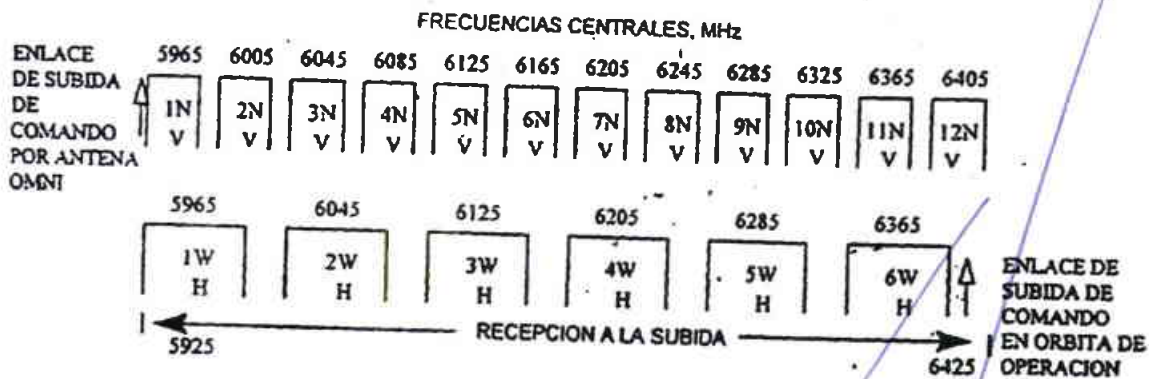 FRECUENCIAS CENTRALES, MHz
ENLACE
DE SUBIDA
DE
COMANDO
POR ANTENA
OMNI
5965 6005 6045 6085 6125 6165 6205 6245 6285 6325 6365 6405
1N 2N 3N 4N 5N 6N 7N 8N 9N 10N 11N 12N
V V V V V V V V V V V V
5965 6045 6125 6205 6285 6365
1W 2W 3W 4W 5W 6W
H H H H H H
ENLACE DE
SUBIDA DE
COMANDO
EN ORBITA DE
OPERACION
RECEPCION A LA SUBIDA
5925 6425